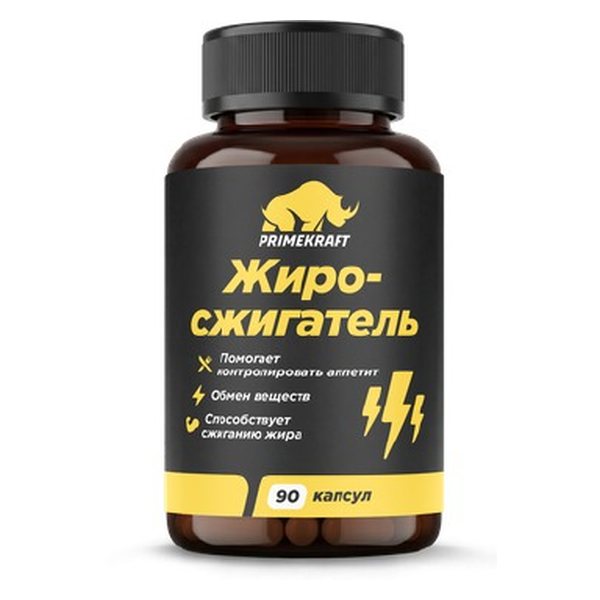 PRIMEKRAFT
Жиро-
сжигатель
Помогает
контролировать аппетит
Обмен веществ
Способствует
сжиганию жира
90 капсул